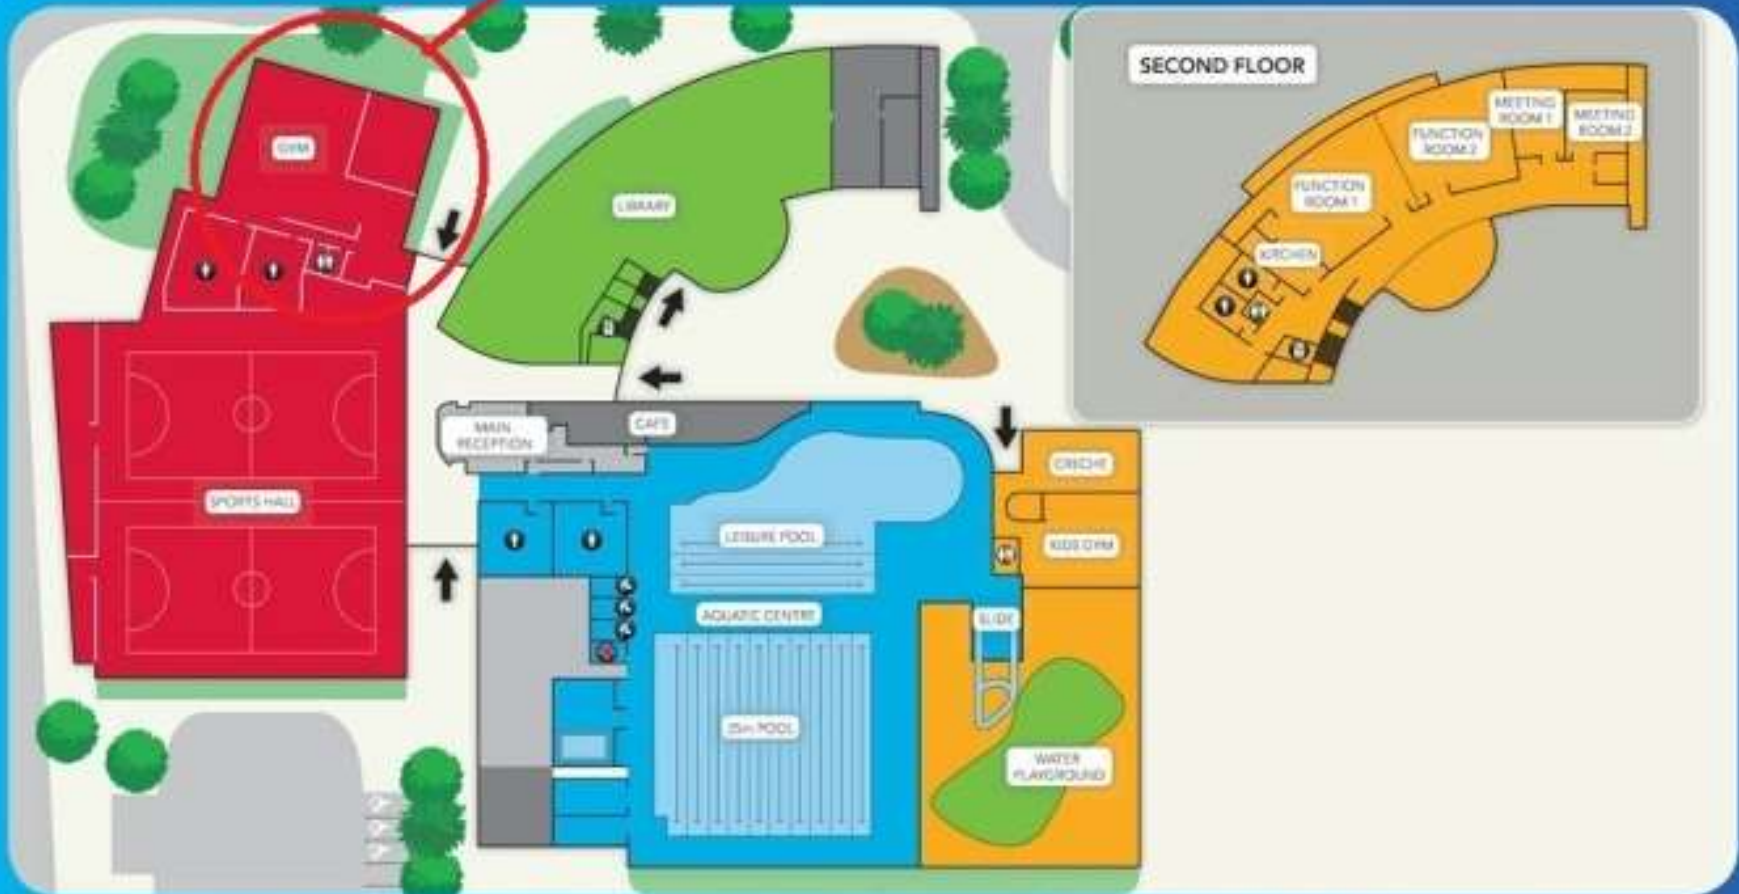 SECOND FLOOR
MEETING
ROOM 1
MEETING
ROOM 2
FUNCTION
ROOM 2
FUNCTION
ROOM 1
KITCHEN
GYM
LIBRARY
MAIN
RECEPTION
CAFE
CRECHE
SPORTS HALL
LEISURE POOL
KIDS GYM
AQUATIC CENTRE
SLIDE
25m POOL
WATER
PLAYGROUND